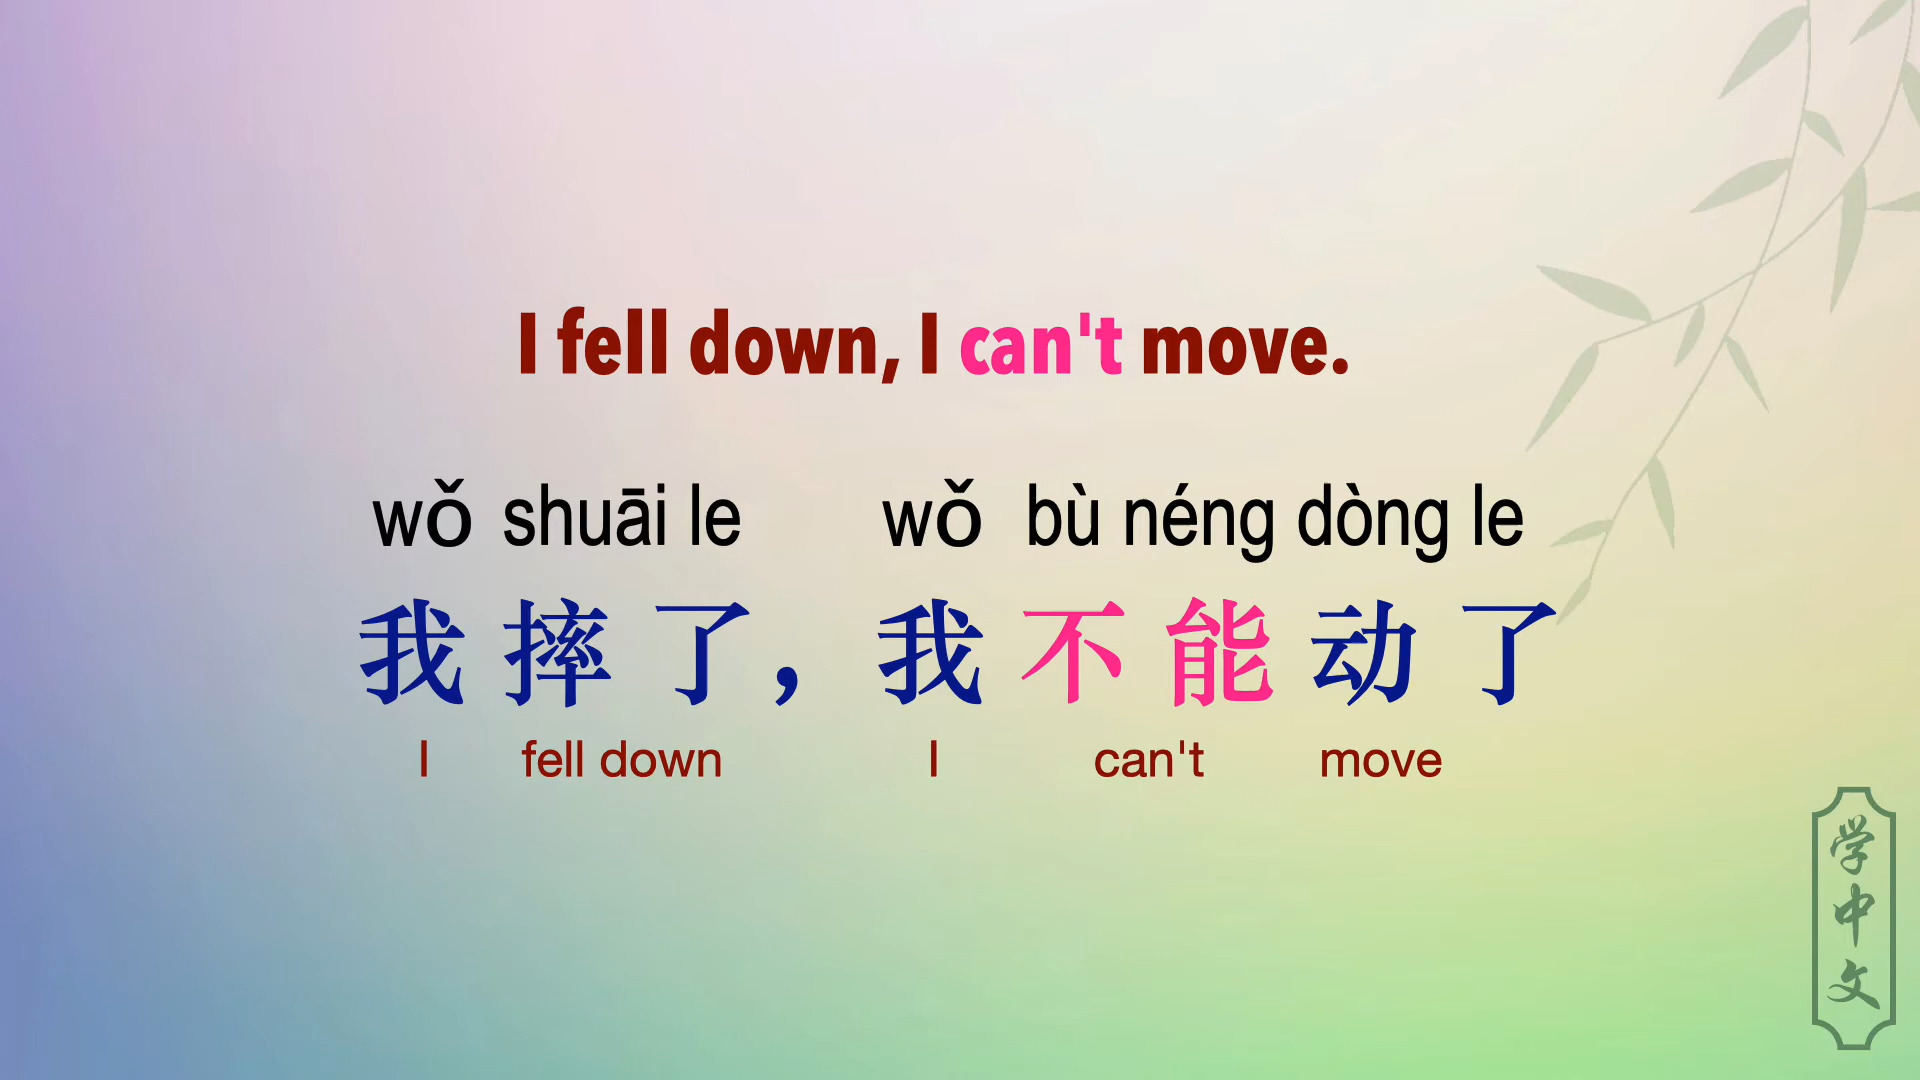 I fell down, I can't move.
wǒ shuāi le wǒ bù néng dòng le
我摔了，我不能动了
I fell down I can't move
学中文